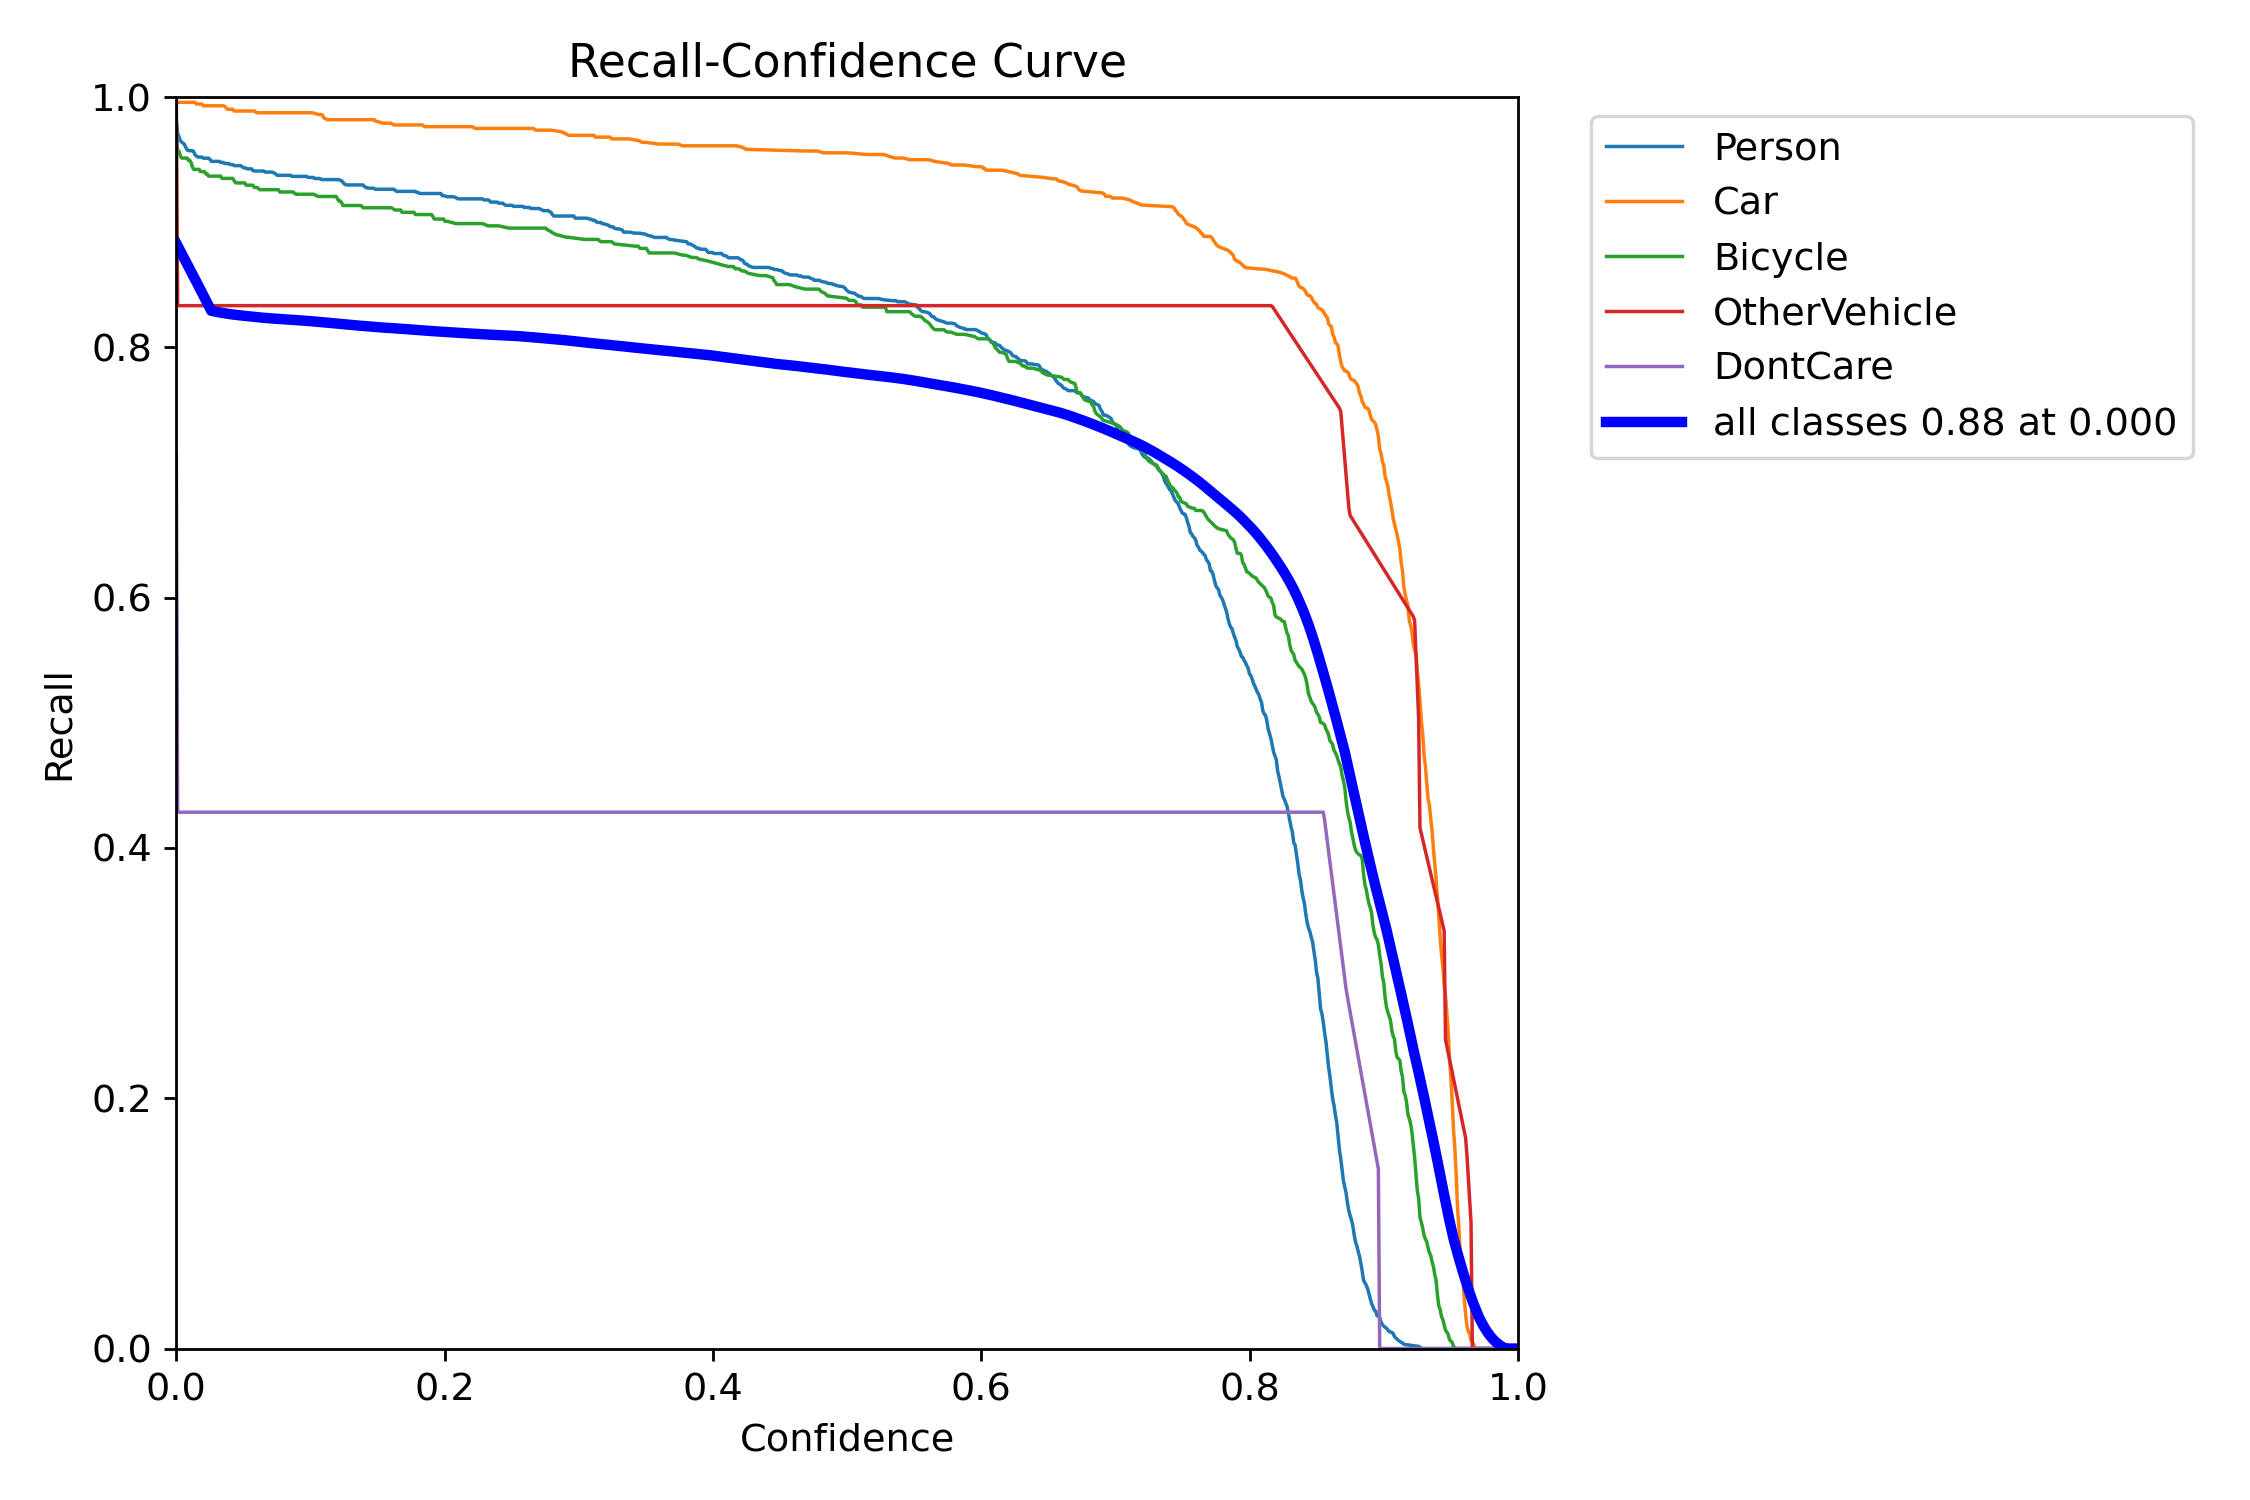 Recall-Confidence Curve
1.0
0.8
0.6
0.4
0.2
0.0
Recall
0.0 0.2 0.4 0.6 0.8 1.0
Confidence
Person
Car
Bicycle
OtherVehicle
DontCare
all classes 0.88 at 0.000